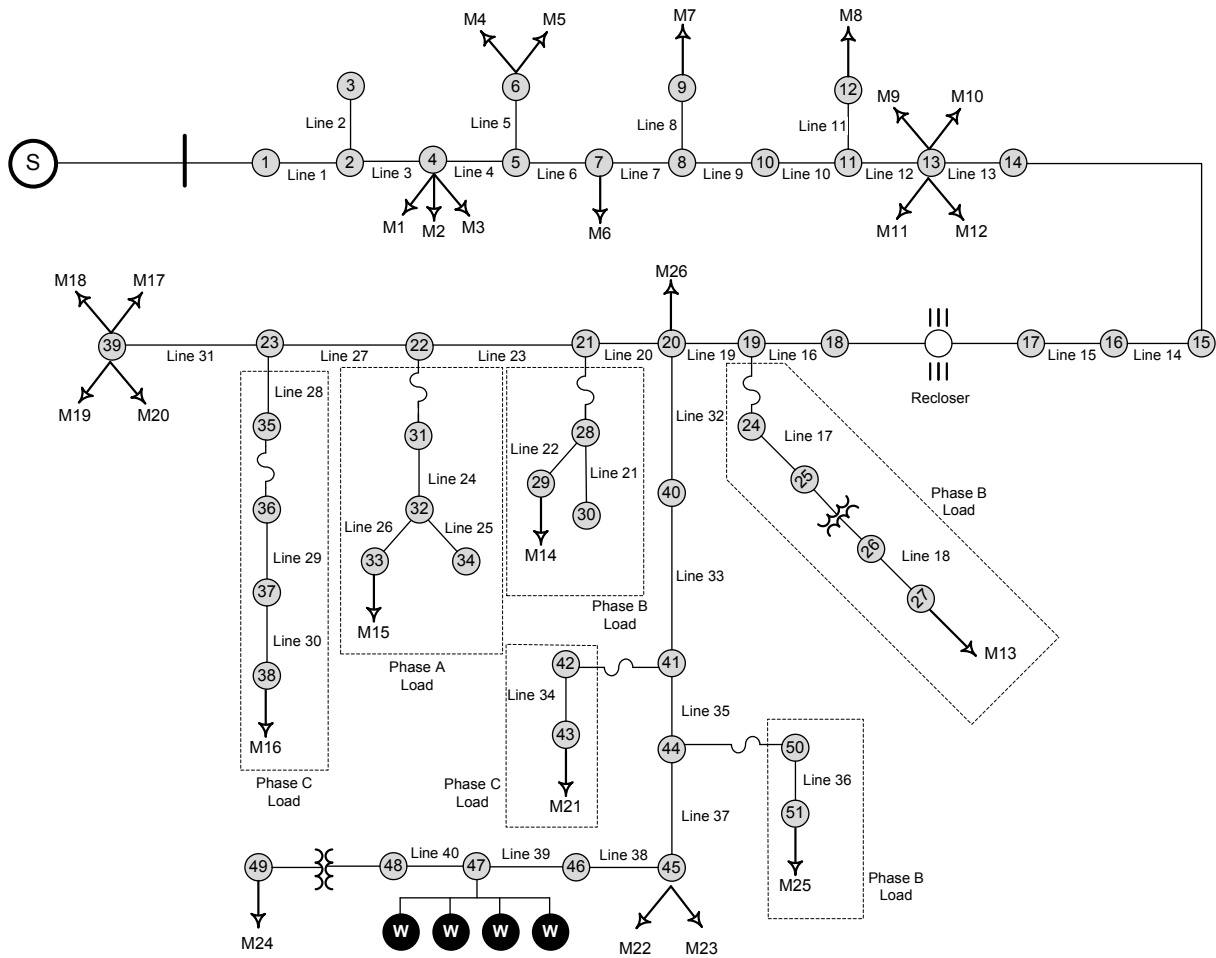 M4 M5 M7 M8
3 6 9 12 M9 M10
Line 2 Line 5 Line 8 Line 11
S 1 2 4 5 7 8 10 11 13 14
Line 1 Line 3 Line 4 Line 6 Line 7 Line 9 Line 10 Line 12 Line 13
M1 M2 M3 M6 M11 M12
M18 M17 M26
39 23 22 21 20 19 18 17 16 15
Line 31 Line 27 Line 23 Line 20 Line 19 Line 16 Line 15 Line 14
Recloser
M19 M20
Line 28 Line 32
35 31 28 24
Line 22 Line 21 Line 17
Line 24 29 30 25
36 32 40
Line 26 Line 25 M14 26
Line 29 33 34 Line 18
37 Line 33 27
Phase B
Load
Phase B
Load
M15
Line 30 M13
Phase A
Load
38 42 41
Line 34 Line 35
M16 43 44 50
Phase C
Load
Phase C
Load
Line 36
M21 Line 37 51
49 48 Line 40 47 Line 39 46 Line 38 45
M25 Phase B
Load
W W W W
M24 M22 M23